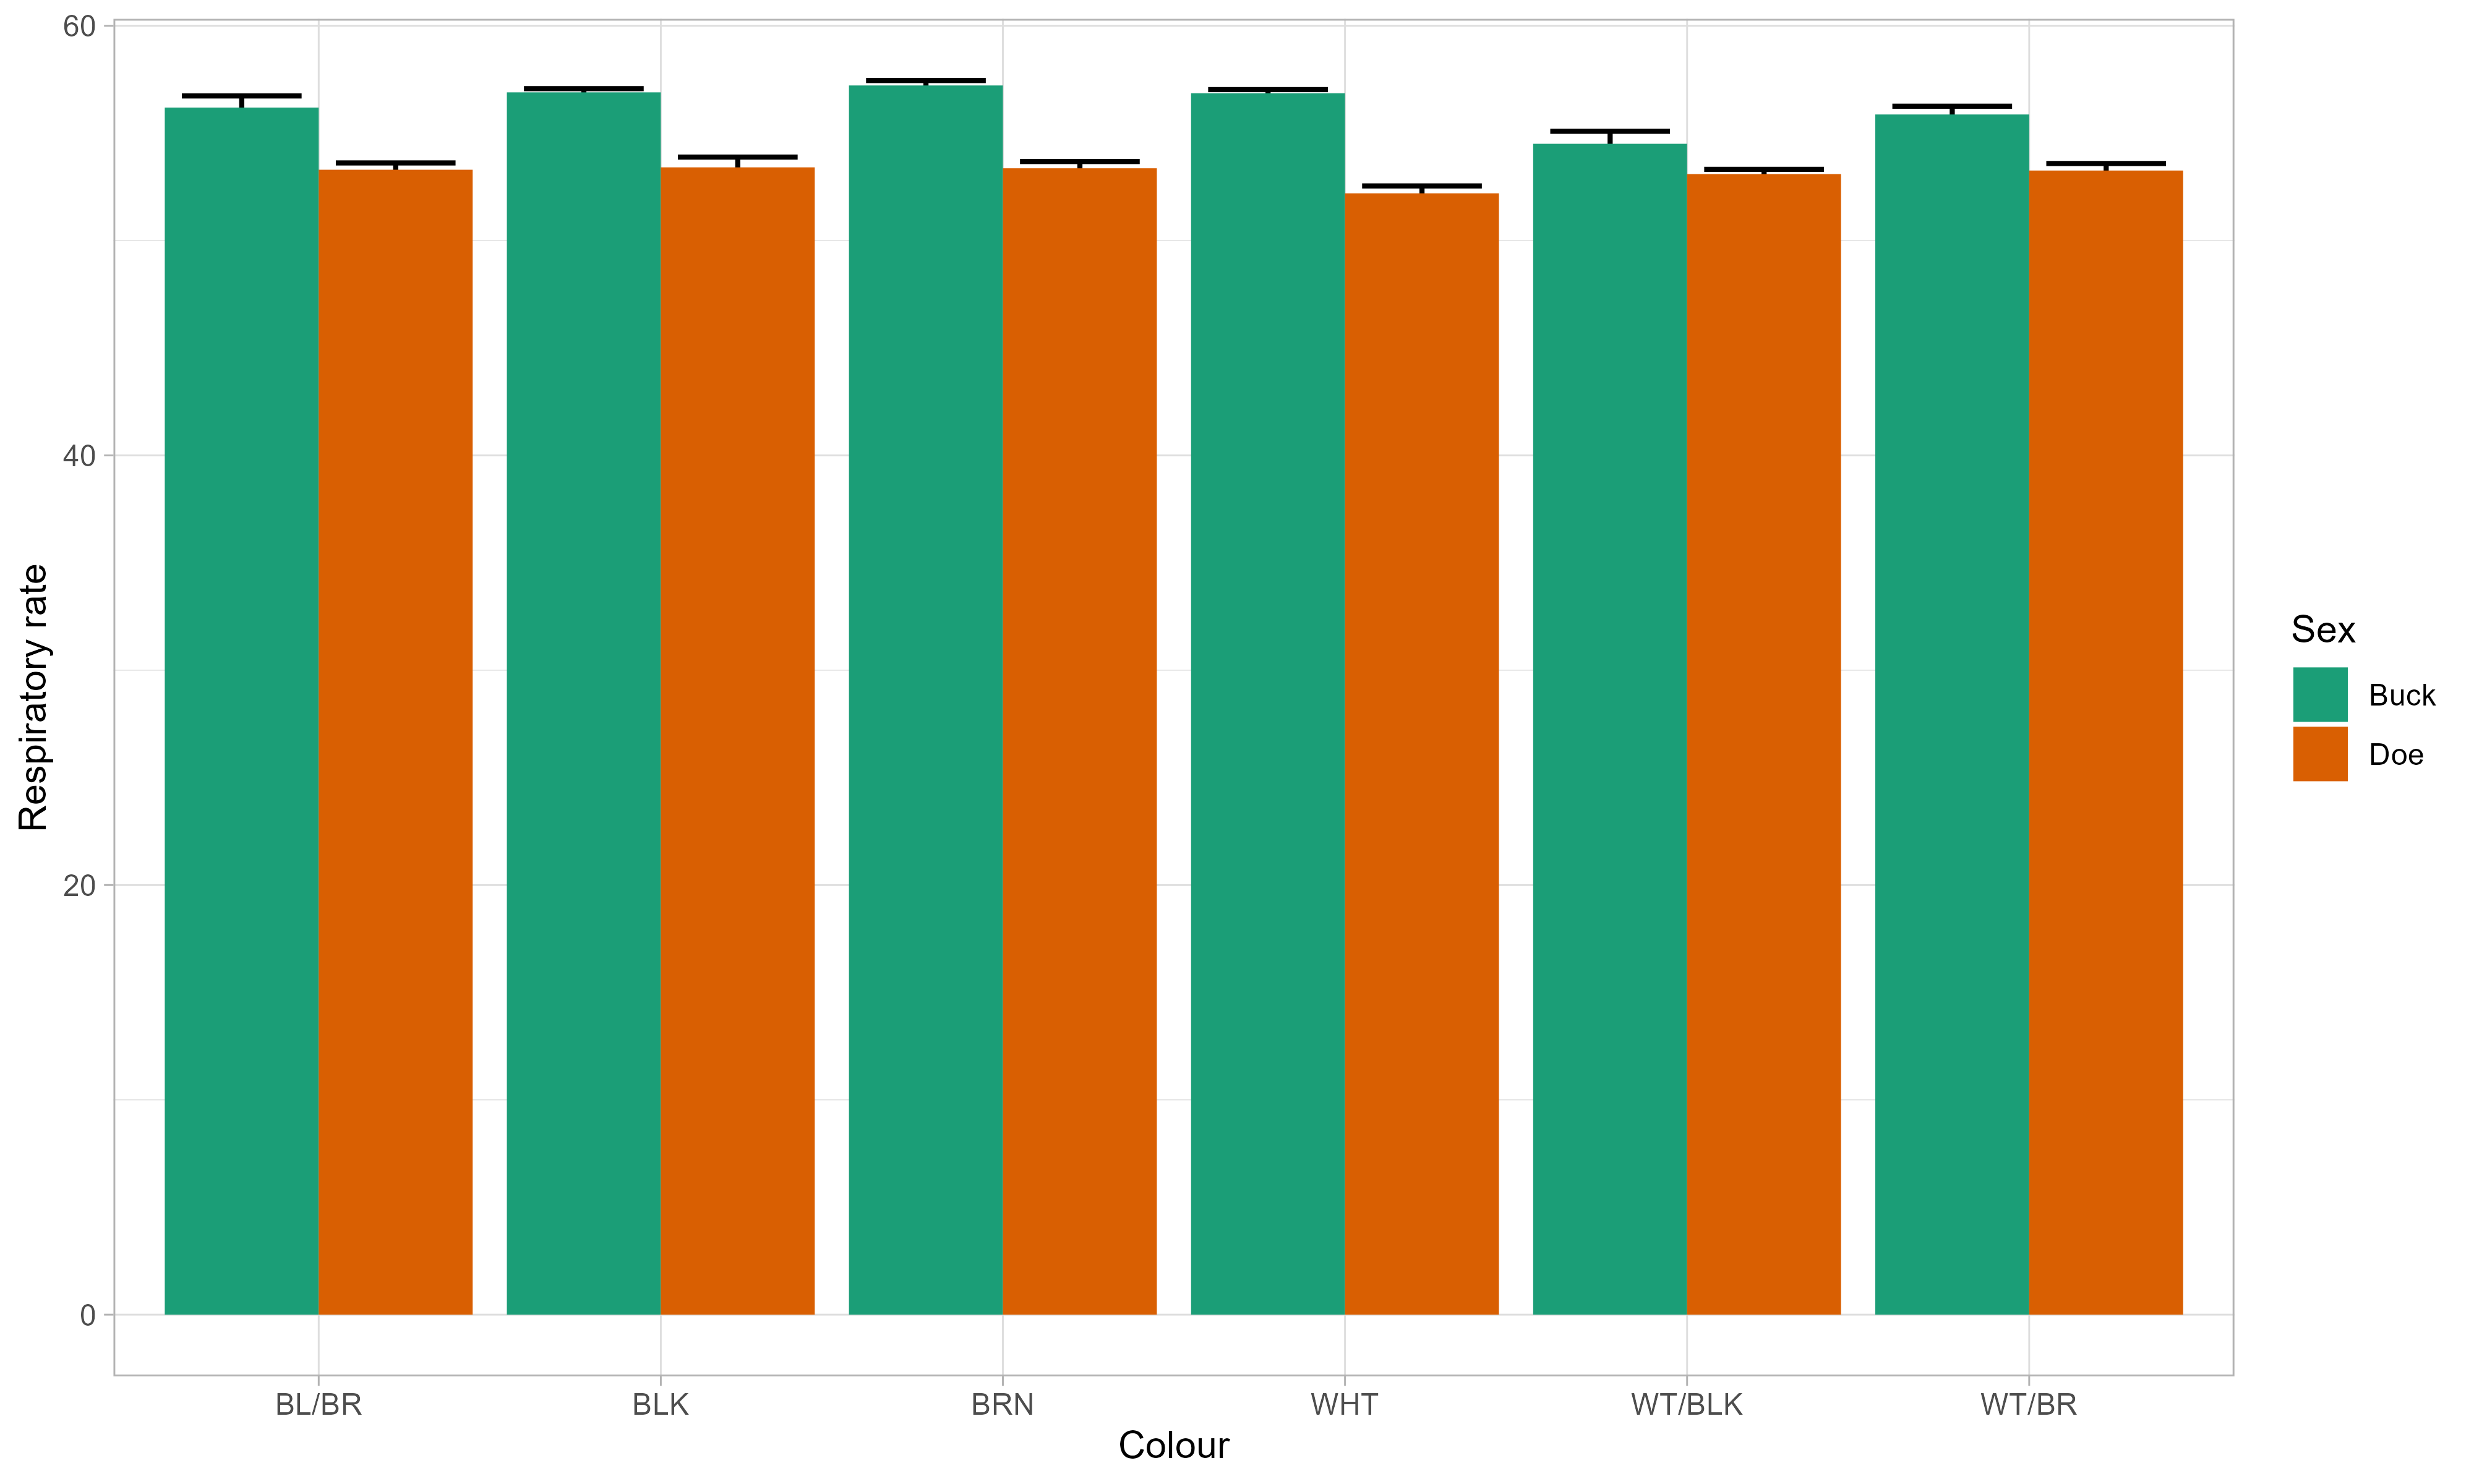 60
40
20
0
Respiratory rate
BL/BR BLK BRN WHT WT/BLK WT/BR
Colour
Sex
Buck
Doe